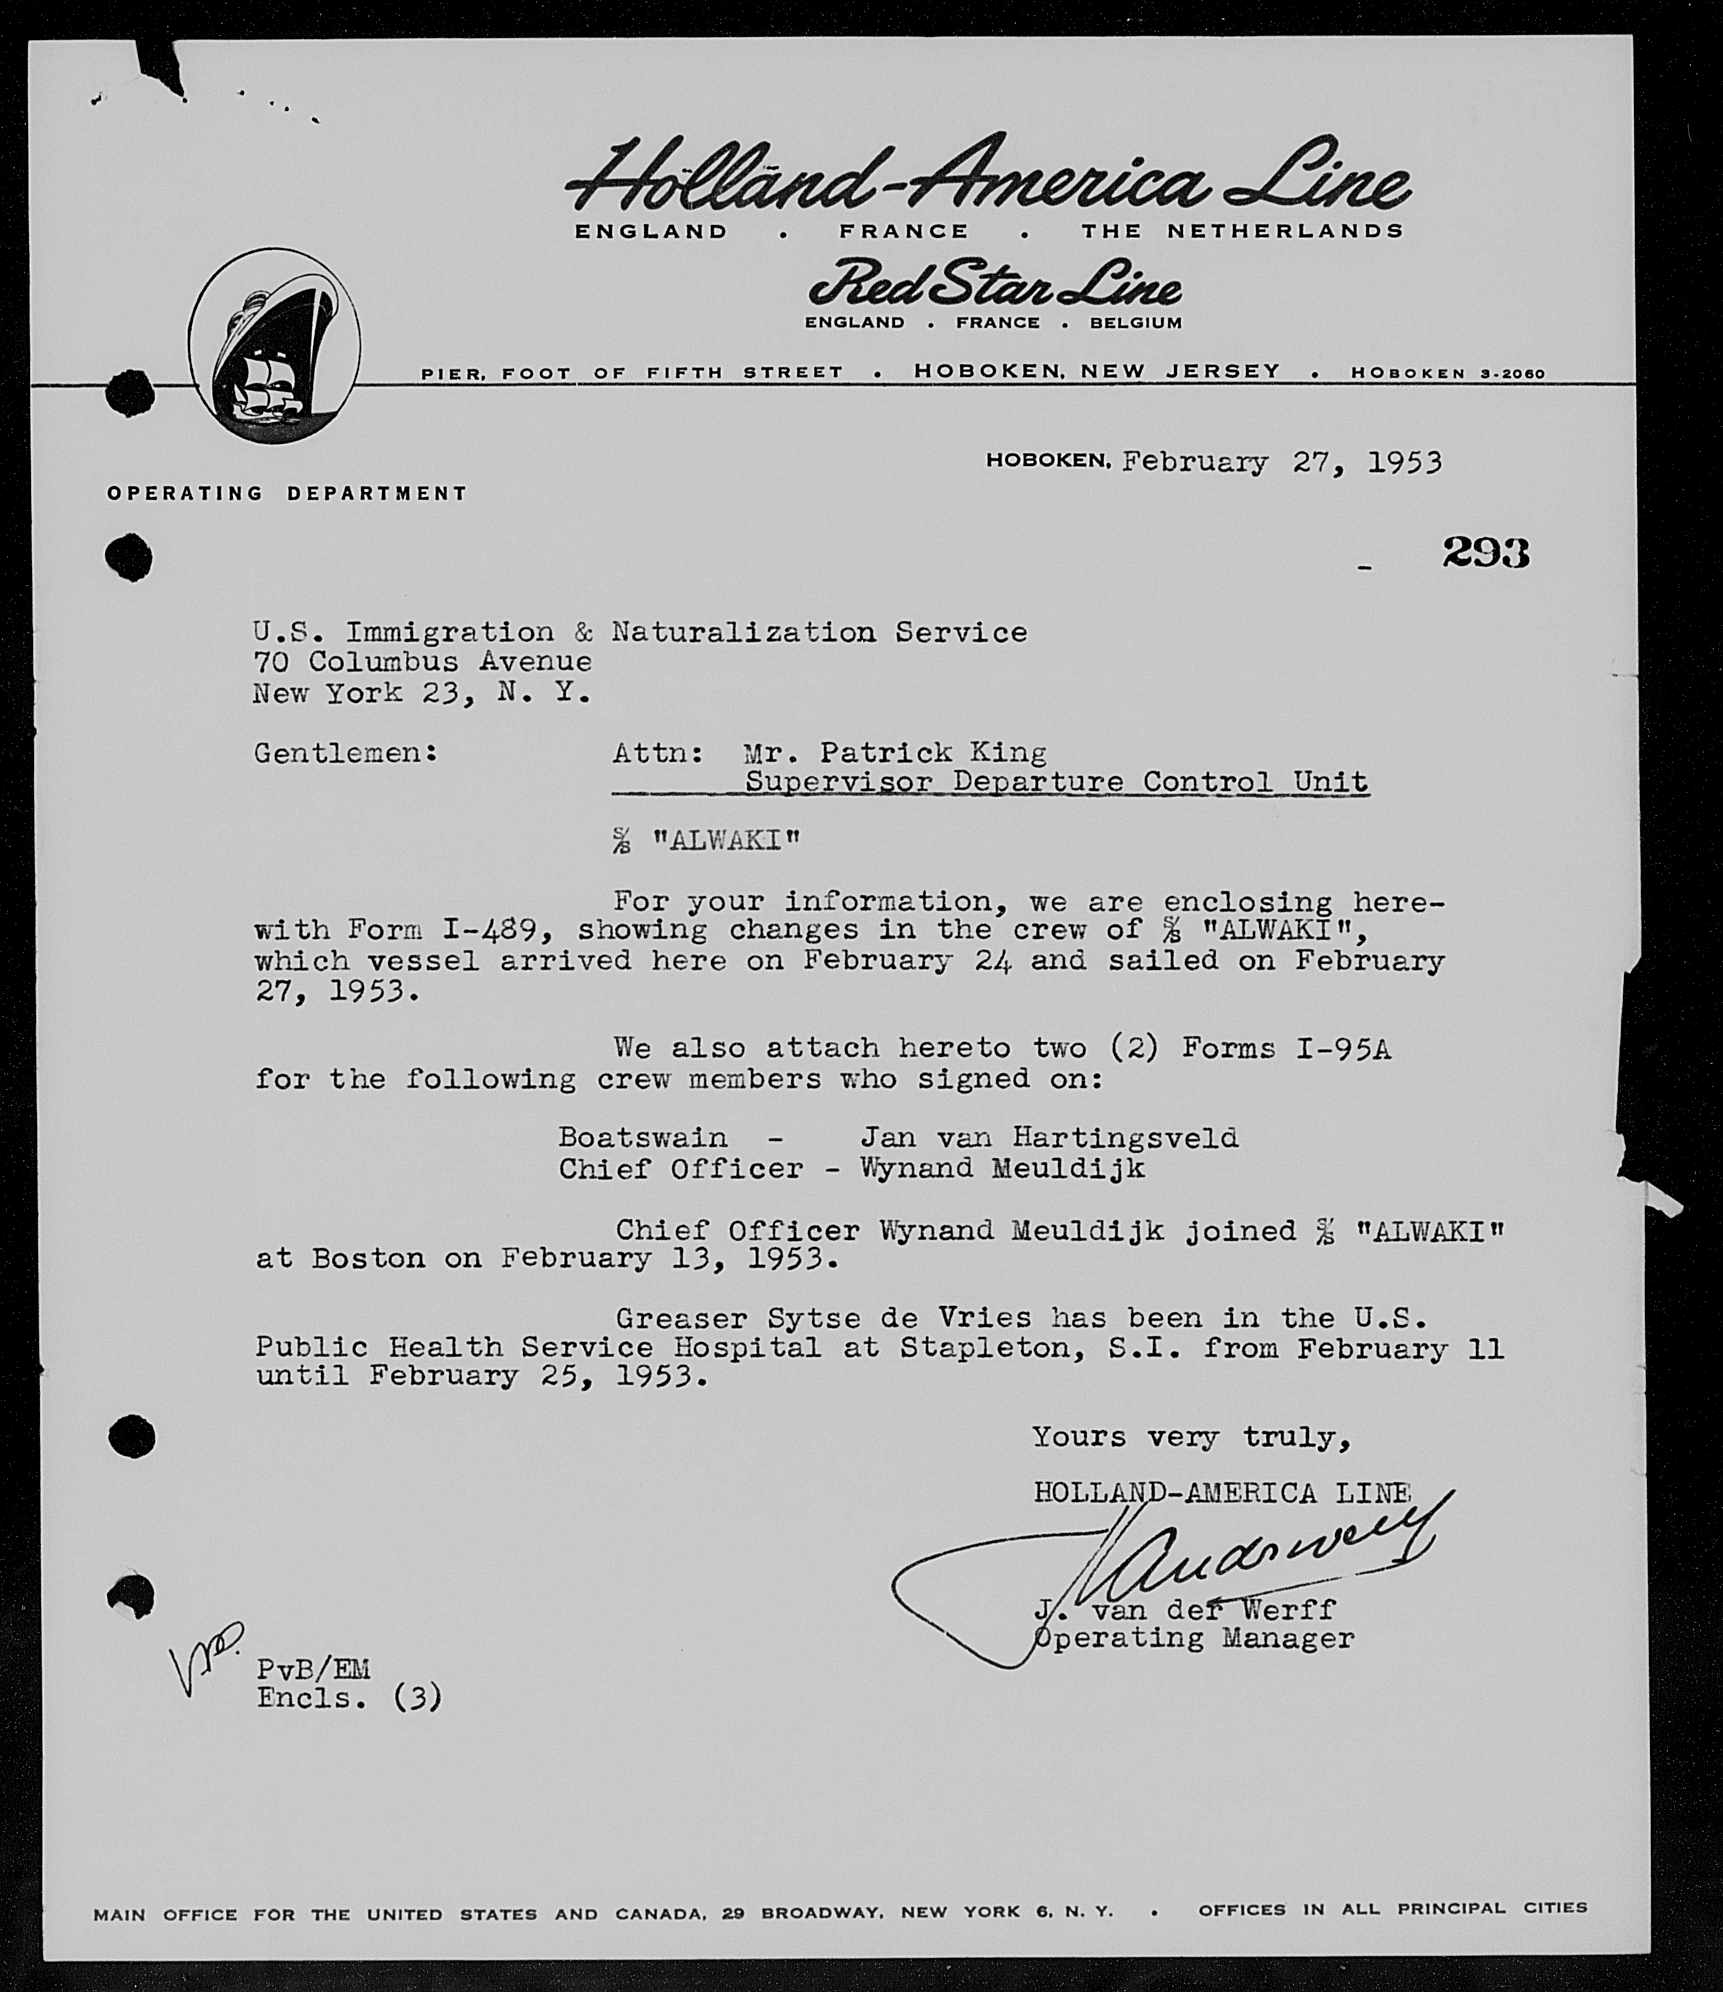 Holland-America Line
ENGLAND . FRANCE . THE NETHERLANDS
Red Star Line
ENGLAND . FRANCE . BELGIUM
PIER, FOOT OF FIFTH STREET . HOBOKEN, NEW JERSEY . HOBOKEN 3-2060
HOBOKEN, February 27, 1953
OPERATING DEPARTMENT
- 293
U.S. Immigration & Naturalization Service
70 Columbus Avenue
New York 23, N. Y.
Gentlemen: Attn: Mr. Patrick King
Supervisor Departure Control Unit
S/S "ALWAKI"
For your information, we are enclosing here-
with Form I-489, showing changes in the crew of S/S "ALWAKI",
which vessel arrived here on February 24 and sailed on February
27, 1953.
We also attach hereto two (2) Forms I-95A
for the following crew members who signed on:
Boatswain - Jan van Hartingsveld
Chief Officer - Wynand Meuldijk
Chief Officer Wynand Meuldijk joined S/S "ALWAKI"
at Boston on February 13, 1953.
Greaser Sytse de Vries has been in the U.S.
Public Health Service Hospital at Stapleton, S.I. from February 11
until February 25, 1953.
Yours very truly,
HOLLAND-AMERICA LINE
J. van der Werff
Operating Manager
PvB/EM
Encls. (3)
MAIN OFFICE FOR THE UNITED STATES AND CANADA, 29 BROADWAY, NEW YORK 6, N. Y. . OFFICES IN ALL PRINCIPAL CITIES